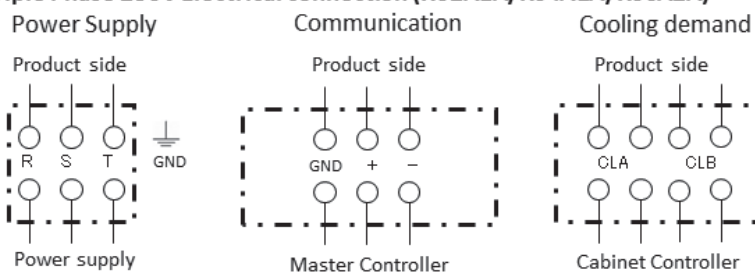 Power Supply
Communication
Cooling demand
Product side
Product side
Product side
R S T
GND
GND + −
CLA CLB
Power supply
Master Controller
Cabinet Controller